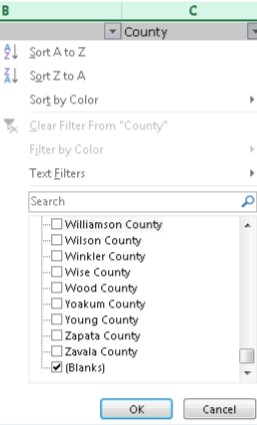 B C
County
Sort A to Z
Sort Z to A
Sort by Color
Clear Filter From "County"
Filter by Color
Text Filters
Search
Williamson County
Wilson County
Winkler County
Wise County
Wood County
Yoakum County
Young County
Zapata County
Zavala County
(Blanks)
OK Cancel